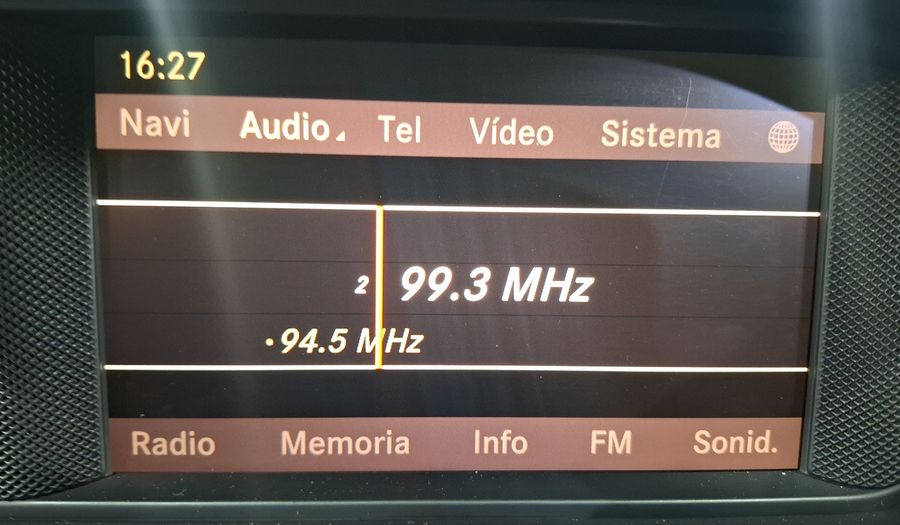 16:27
Navi Audio Tel Vídeo Sistema
2 99.3 MHz
·94.5 MHz
Radio Memoria Info FM Sonid.